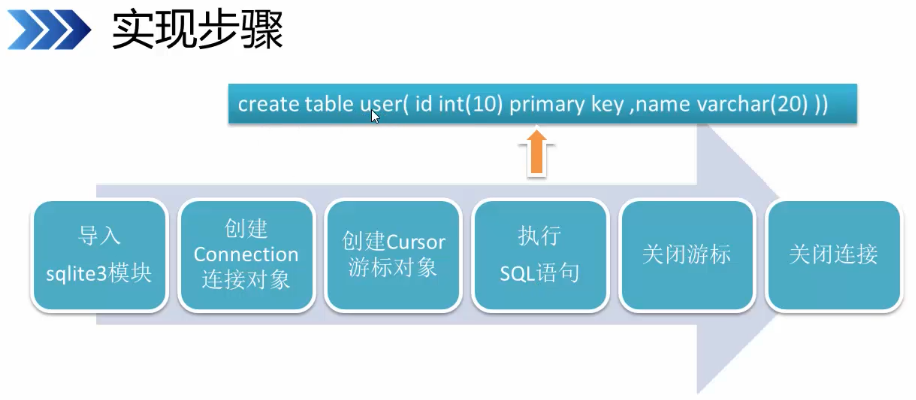 实现步骤
create table user( id int(10) primary key ,name varchar(20) ))
导入
sqlite3模块
创建
Connection
连接对象
创建Cursor
游标对象
执行
SQL语句
关闭游标
关闭连接